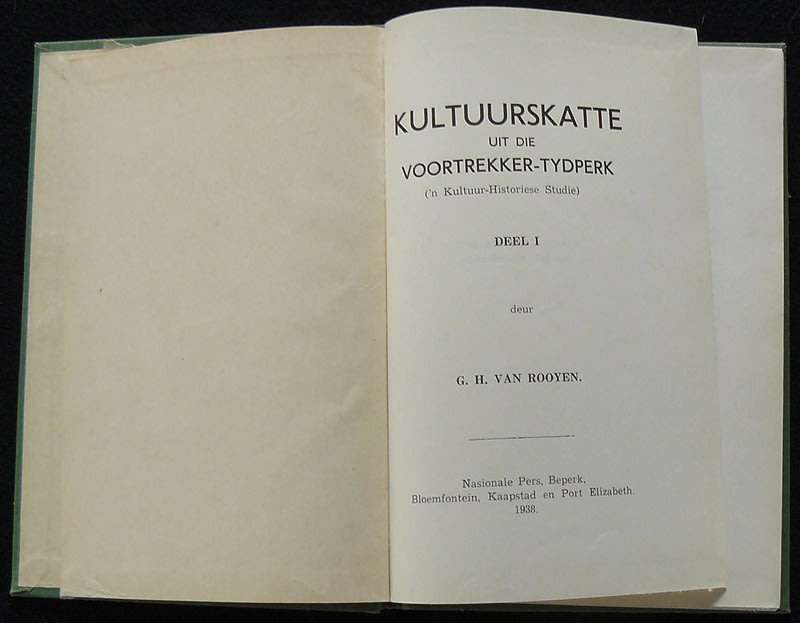 KULTUURSKATTE
UIT DIE
VOORTREKKER-TYDPERK
('n Kultuur-Historiese Studie)
DEEL I
deur
G. H. VAN ROOYEN.
Nasionale Pers, Beperk,
Bloemfontein, Kaapstad en Port Elizabeth.
1938.